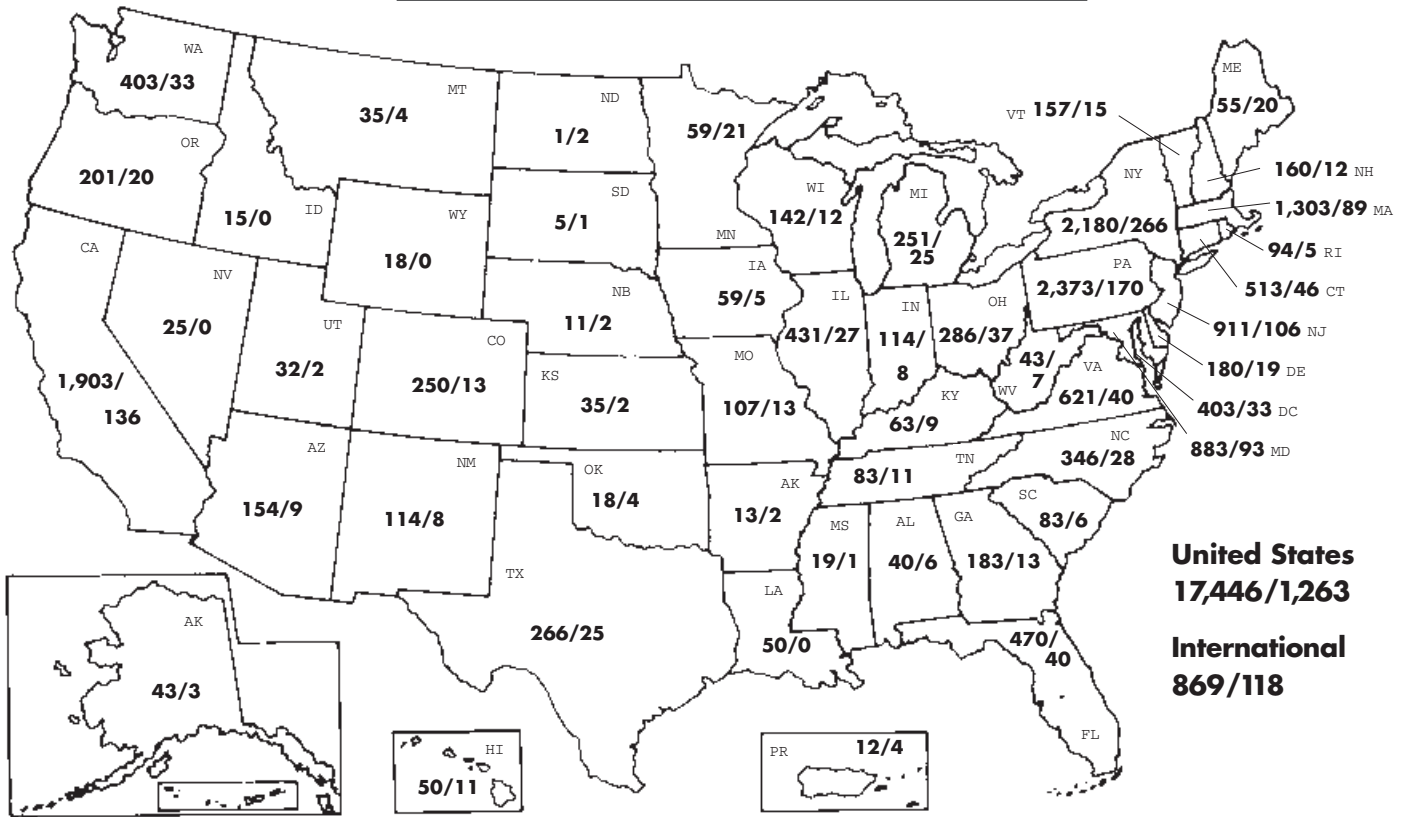 WA
403/33
MT
35/4
ND
1/2
59/21
MN
ME
55/20
VT 157/15
OR
201/20
ID
15/0
WY
18/0
SD
5/1
WI
142/12
MI
251/
25
NY
2,180/266
160/12 NH
1,303/89 MA
94/5 RI
513/46 CT
911/106 NJ
180/19 DE
403/33 DC
883/93 MD
CA
1,903/
136
NV
25/0
UT
32/2
CO
250/13
NB
11/2
IA
59/5
IL
431/27
IN
114/
8
OH
286/37
PA
2,373/170
KS
35/2
MO
107/13
KY
63/9
WV
43/
7
VA
621/40
AZ
154/9
NM
114/8
OK
18/4
AK
13/2
TN
83/11
NC
346/28
SC
83/6
TX
266/25
LA
50/0
MS
19/1
AL
40/6
GA
183/13
470/
40
FL
United States
17,446/1,263
International
869/118
AK
43/3
HI
50/11
PR
12/4